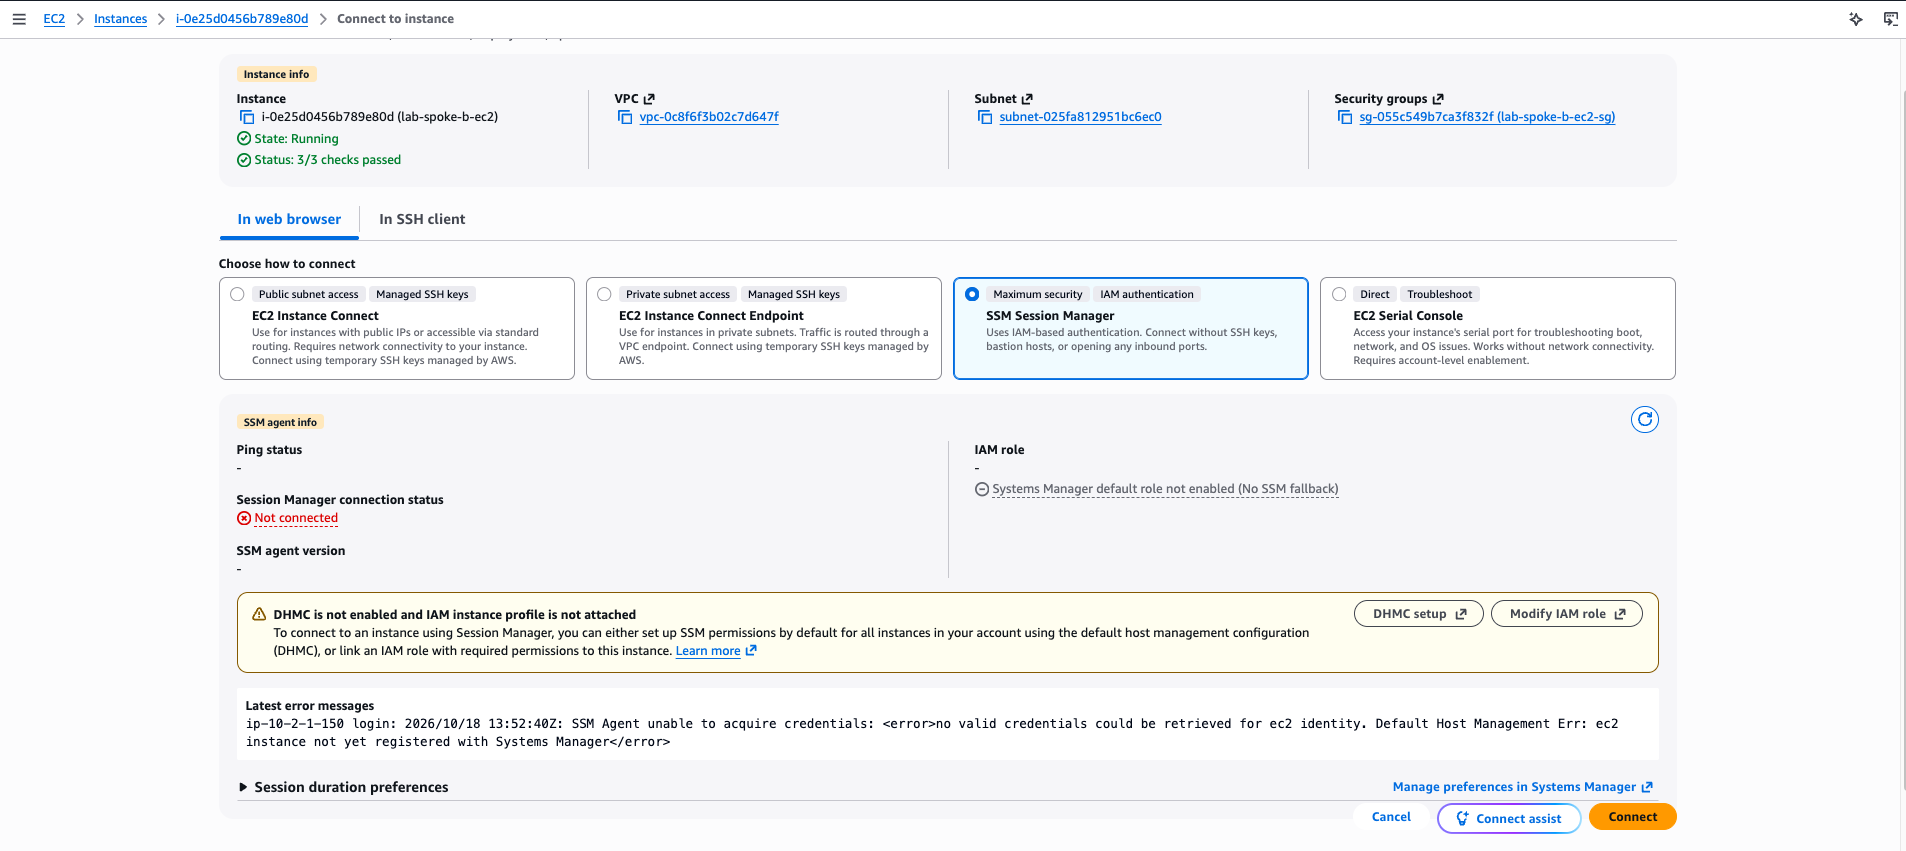 EC2 Instances i-0e25d0456b789e80d Connect to instance
Instance info
Instance
i-0e25d0456b789e80d (lab-spoke-b-ec2)
State: Running
Status: 3/3 checks passed
VPC
vpc-0c8f6f3b02c7d647f
Subnet
subnet-025fa812951bc6ec0
Security groups
sg-055c549b7ca3f832f (lab-spoke-b-ec2-sg)
In web browser
In SSH client
Choose how to connect
Public subnet access Managed SSH keys
EC2 Instance Connect
Use for instances with public IPs or accessible via standard
routing. Requires network connectivity to your instance.
Connect using temporary SSH keys managed by AWS.
Private subnet access Managed SSH keys
EC2 Instance Connect Endpoint
Use for instances in private subnets. Traffic is routed through a
VPC endpoint. Connect using temporary SSH keys managed by
AWS.
Maximum security IAM authentication
SSM Session Manager
Uses IAM-based authentication. Connect without SSH keys,
bastion hosts, or opening any inbound ports.
Direct Troubleshoot
EC2 Serial Console
Access your instance's serial port for troubleshooting boot,
network, and OS issues. Works without network connectivity.
Requires account-level enablement.
SSM agent info
Ping status
-
Session Manager connection status
Not connected
SSM agent version
-
IAM role
-
Systems Manager default role not enabled (No SSM fallback)
DHMC is not enabled and IAM instance profile is not attached
To connect to an instance using Session Manager, you can either set up SSM permissions by default for all instances in your account using the default host management configuration
(DHMC), or link an IAM role with required permissions to this instance. Learn more
DHMC setup
Modify IAM role
Latest error messages
ip-10-2-1-150 login: 2026/10/18 13:52:40Z: SSM Agent unable to acquire credentials: <error>no valid credentials could be retrieved for ec2 identity. Default Host Management Err: ec2
instance not yet registered with Systems Manager</error>
Session duration preferences
Manage preferences in Systems Manager
Cancel
Connect assist
Connect